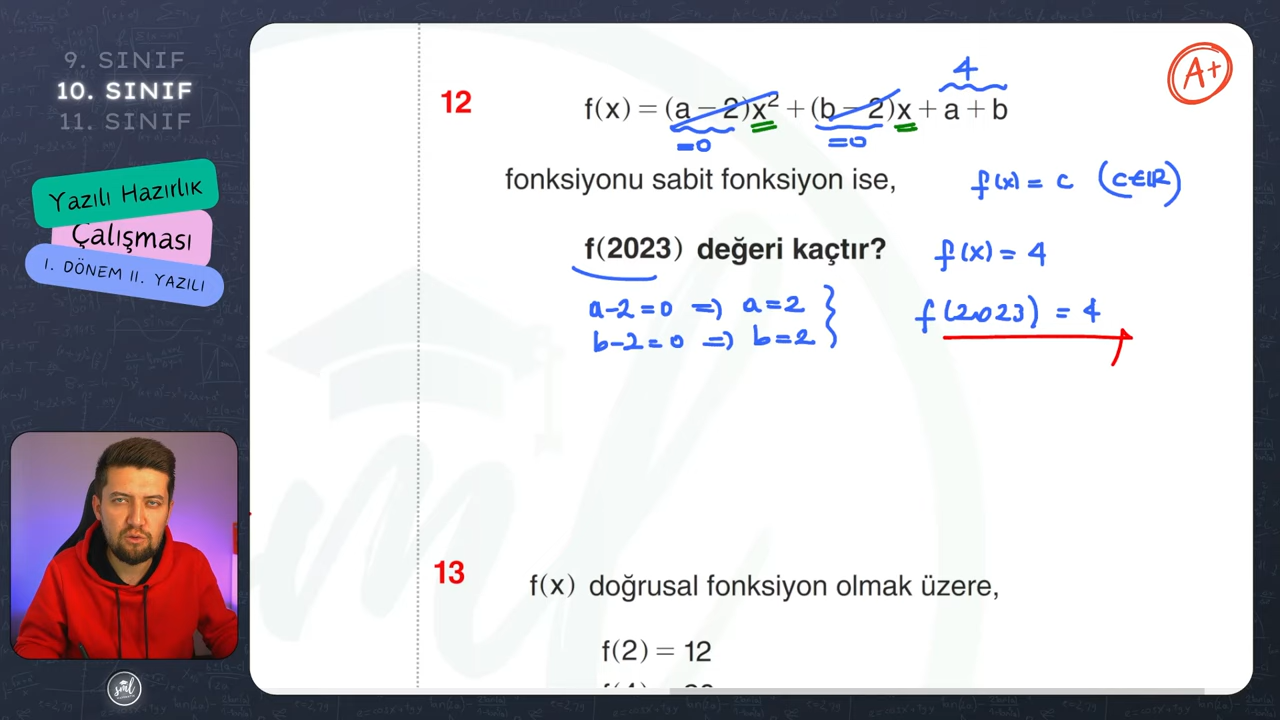 9. SINIF
10. SINIF
11. SINIF
Yazılı Hazırlık
Çalışması
I. DÖNEM II. YAZILI
A+
12
f(x) = (a − 2)x² + (b − 2)x + a + b
4
=0
=0
fonksiyonu sabit fonksiyon ise,
f(x) = c (c∈IR)
f(2023) değeri kaçtır?
f(x) = 4
a-2=0 => a=2
b-2=0 => b=2
f(2023) = 4
13
f(x) doğrusal fonksiyon olmak üzere,
f(2) = 12
sml